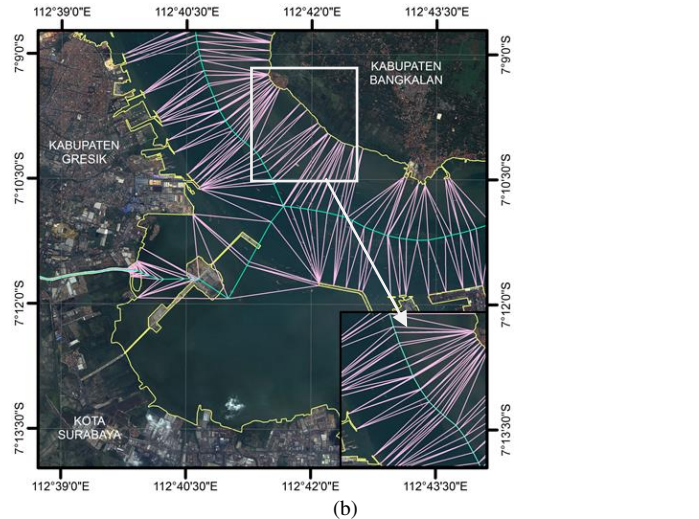 112°39'0"E 112°40'30"E 112°42'0"E 112°43'30"E
7°9'0"S 7°9'0"S
KABUPATEN
BANGKALAN
KABUPATEN
GRESIK
7°10'30"S 7°10'30"S
7°12'0"S 7°12'0"S
KOTA
SURABAYA
7°13'30"S 7°13'30"S
112°39'0"E 112°40'30"E 112°42'0"E 112°43'30"E
(b)